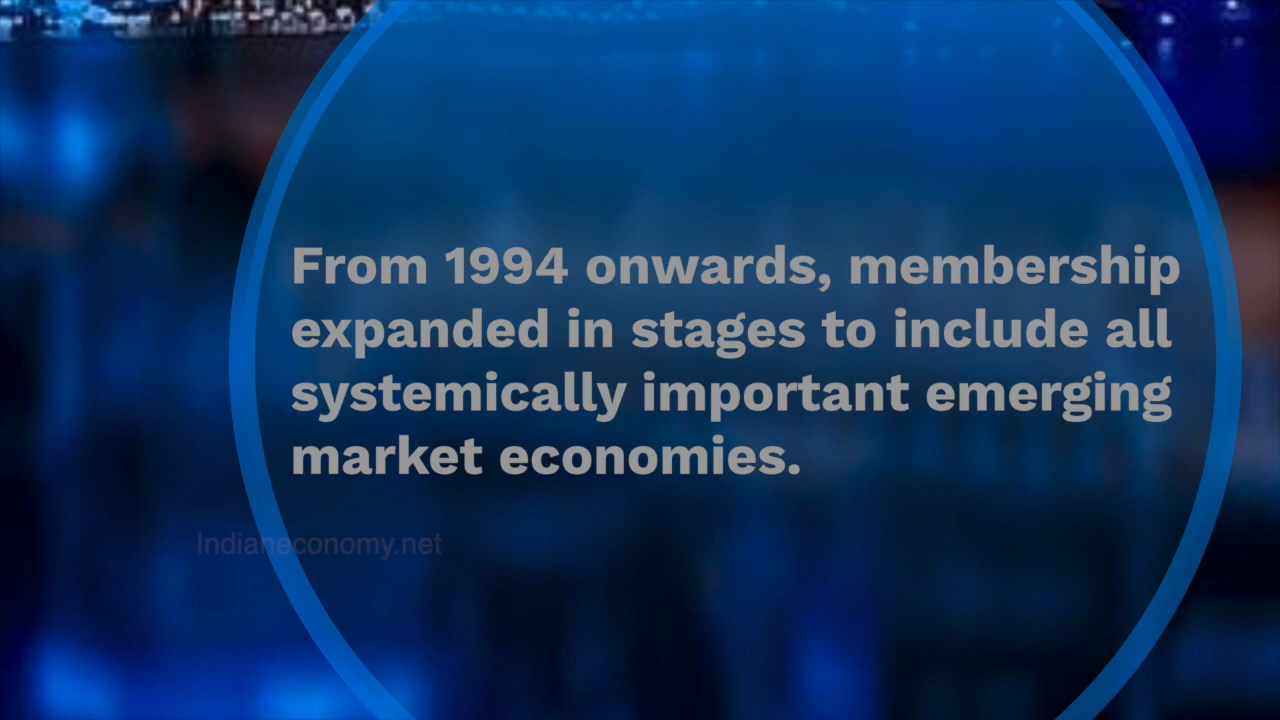 From 1994 onwards, membership
expanded in stages to include all
systemically important emerging
market economies.
Indianeconomy.net